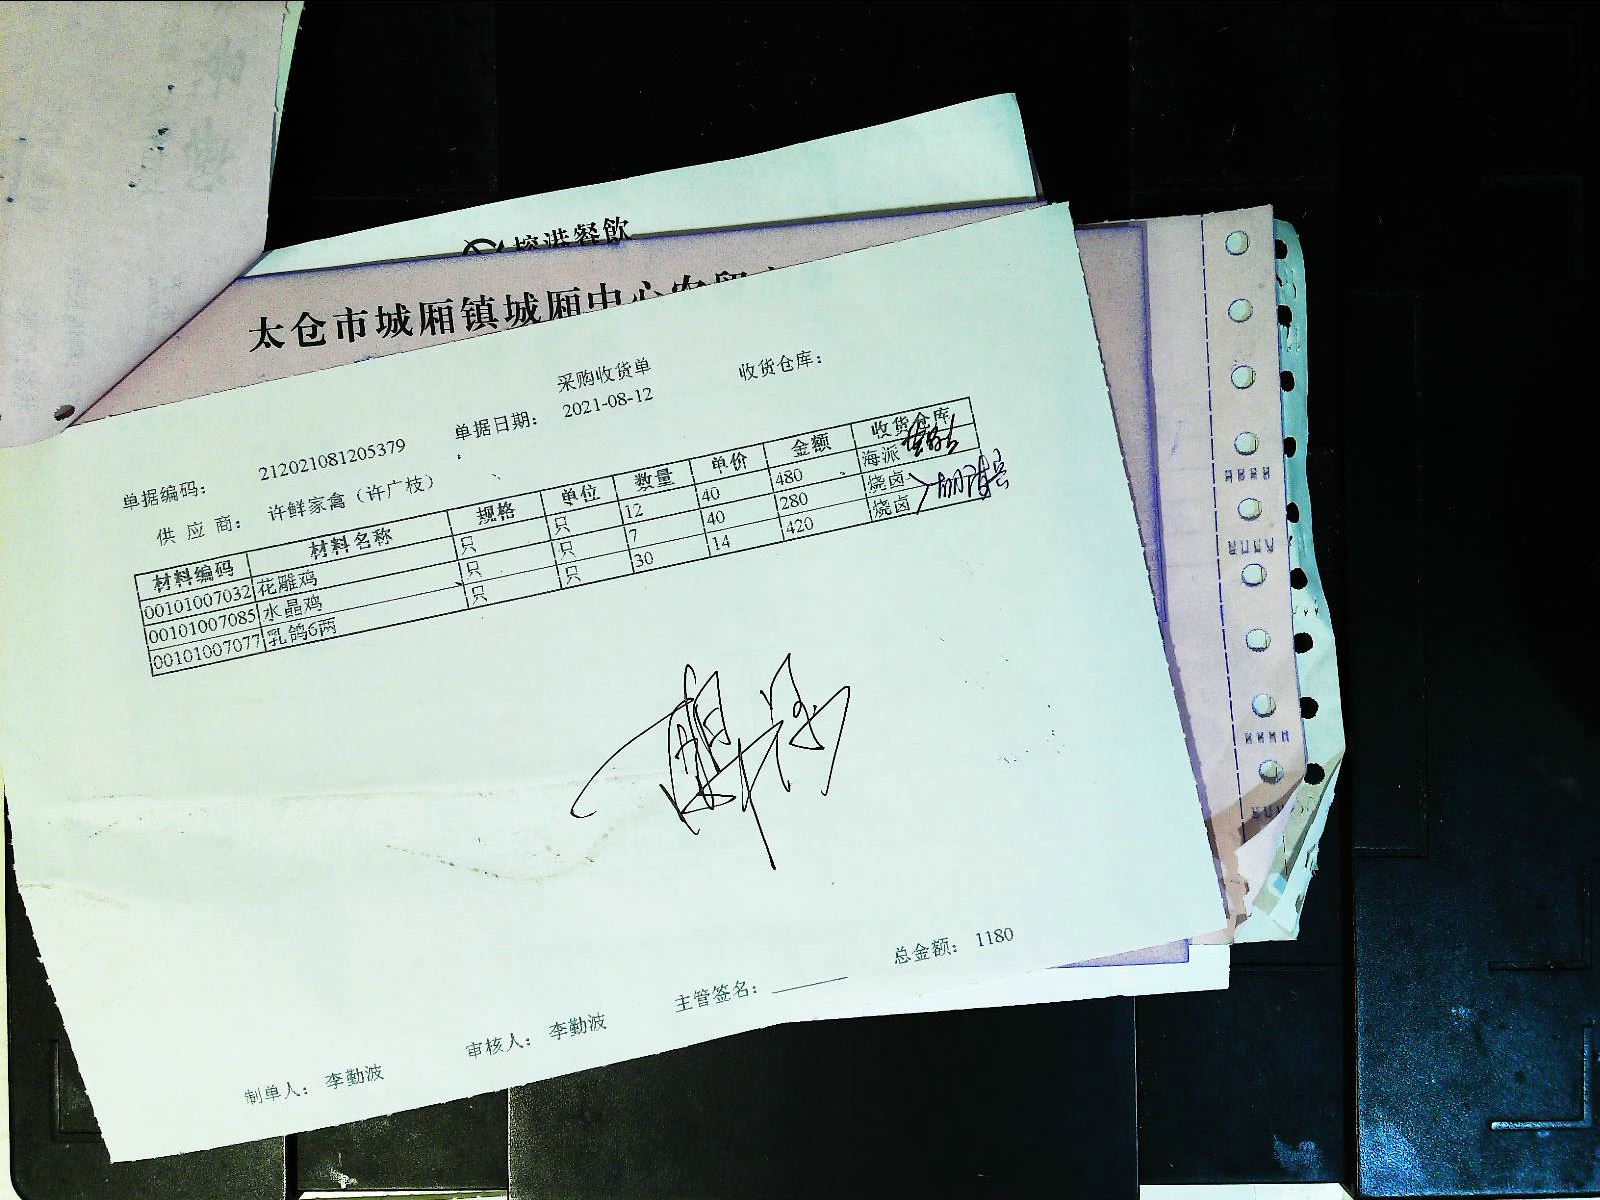 控港餐飲
太仓市城厢镇城厢中心农贸
采购收货单
单据编码： 212021081205379 单据日期： 2021-08-12 收货仓库：
供 应 商： 许鲜家禽（许广枝）
材料编码 材料名称 规格 单位 数量 单价 金额 收货仓库
00101007032 花雕鸡 只 只 12 40 480 海派
00101007085 水晶鸡 只 只 7 40 280 烧卤
00101007077 乳鸽6两 只 只 30 14 420 烧卤
总金额： 1180
制单人： 李勤波 审核人： 李勤波 主管签名：